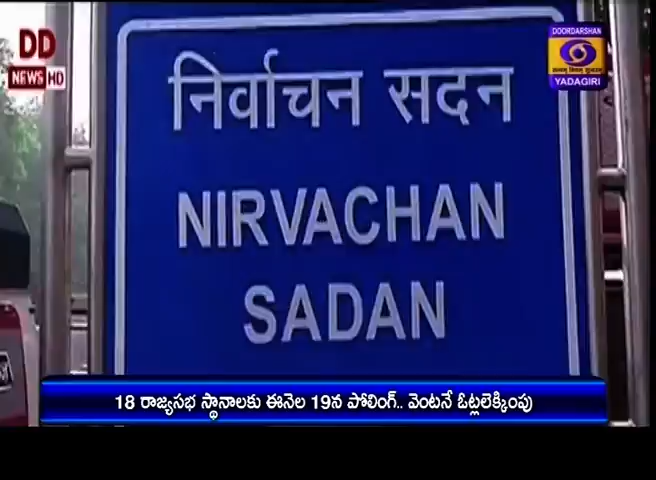 DD
NEWS HD
DOORDARSHAN
YADAGIRI
निर्वाचन सदन
NIRVACHAN
SADAN
18 రాజ్యసభ స్థానాలకు ఈనెల 19న పోలింగ్.. వెంటనే ఓట్లలెక్కింపు